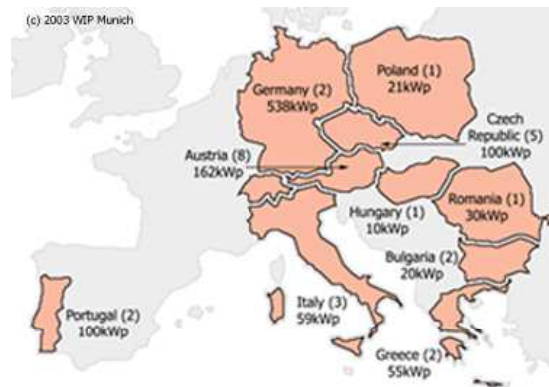 (c) 2003 WIP Munich
Poland (1)
21kWp
Germany (2)
538kWp
Czech
Republic (5)
100kWp
Austria (8)
162kWp
Romania (1)
30kWp
Hungary (1)
10kWp
Bulgaria (2)
20kWp
Italy (3)
59kWp
Portugal (2)
100kWp
Greece (2)
55kWp